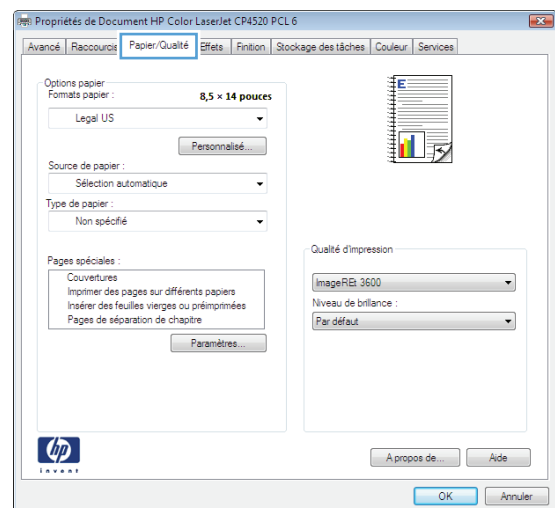 Propriétés de Document HP Color LaserJet CP4520 PCL 6
Avancé Raccourcis Papier/Qualité Effets Finition Stockage des tâches Couleur Services
Options papier
Formats papier :
8,5 × 14 pouces
Legal US
Personnalisé...
Source de papier :
Sélection automatique
Type de papier :
Non spécifié
Pages spéciales :
Couvertures
Imprimer des pages sur différents papiers
Insérer des feuilles vierges ou préimprimées
Pages de séparation de chapitre
Paramètres...
E
Qualité d'impression
ImageREt 3600
Niveau de brillance :
Par défaut
hp
invent
A propos de...
Aide
OK
Annuler